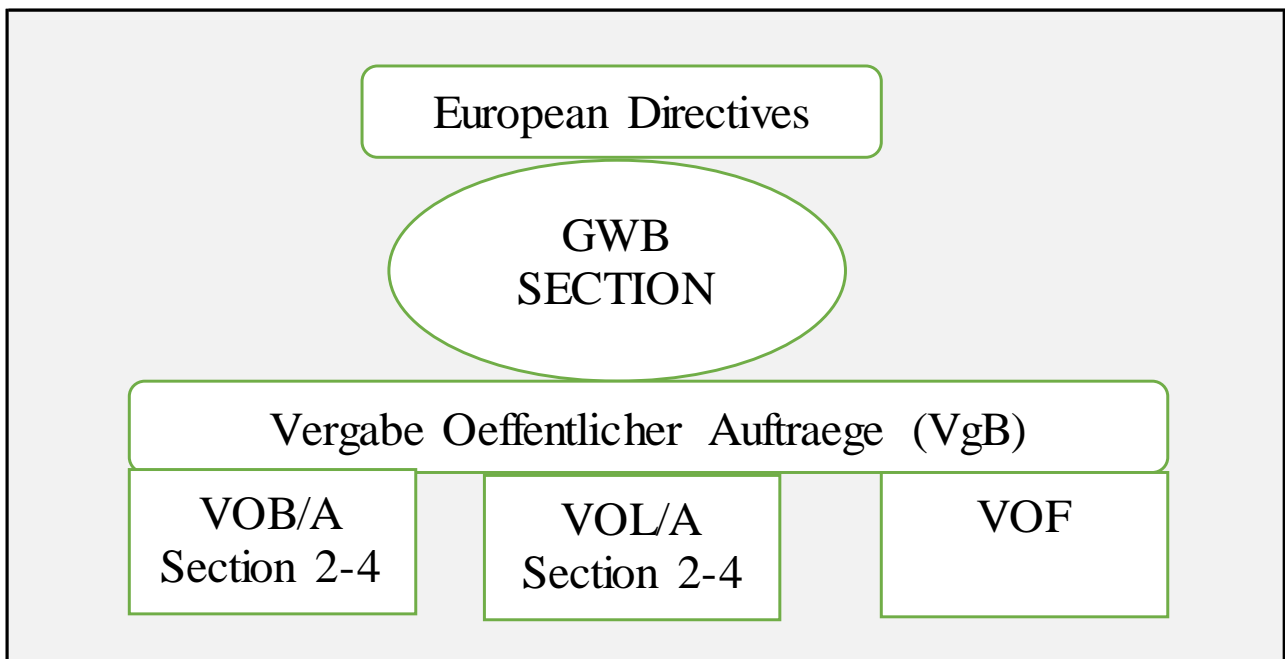 European Directives
GWB
SECTION
Vergabe Oeffentlicher Auftraege (VgB)
VOB/A
Section 2-4
VOL/A
Section 2-4
VOF